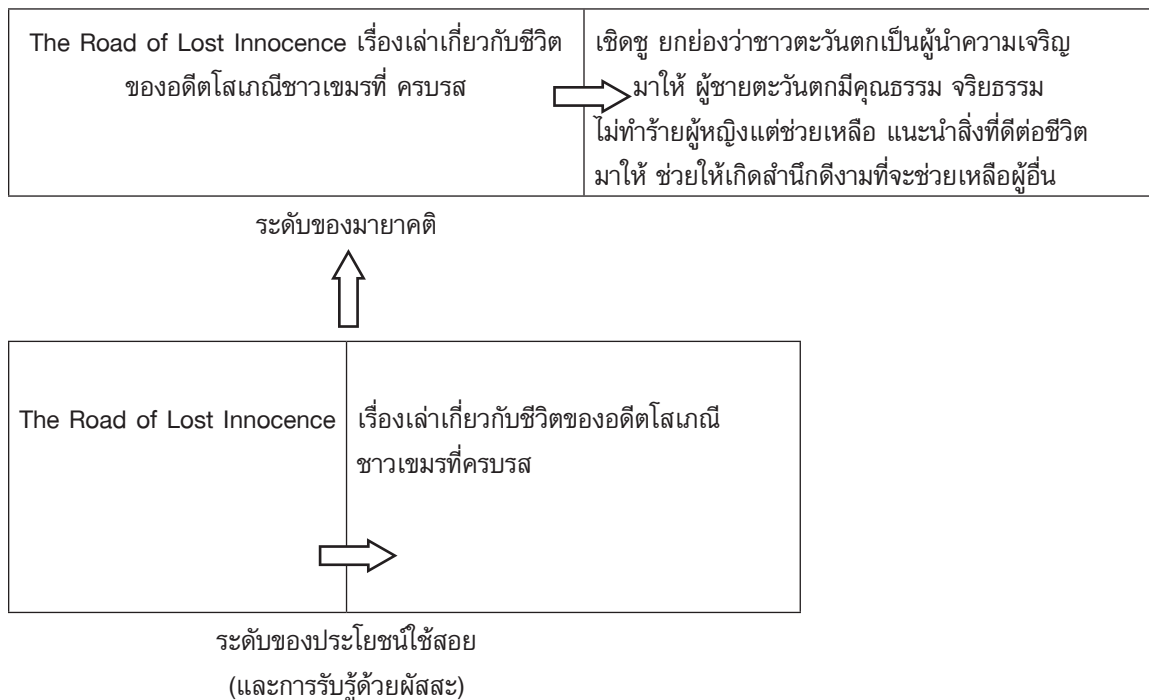 The Road of Lost Innocence เรื่องเล่าเกี่ยวกับชีวิต
ของอดีตโสเภณีชาวเขมรที่ ครบรส
เชิดชู ยกย่องว่าชาวตะวันตกเป็นผู้นำความเจริญ
มาให้ ผู้ชายตะวันตกมีคุณธรรม จริยธรรม
ไม่ทำร้ายผู้หญิงแต่ช่วยเหลือ แนะนำสิ่งที่ดีต่อชีวิต
มาให้ ช่วยให้เกิดสำนึกดีงามที่จะช่วยเหลือผู้อื่น
ระดับของมายาคติ
The Road of Lost Innocence
เรื่องเล่าเกี่ยวกับชีวิตของอดีตโสเภณี
ชาวเขมรที่ครบรส
ระดับของประโยชน์ใช้สอย
(และการรับรู้ด้วยผัสสะ)